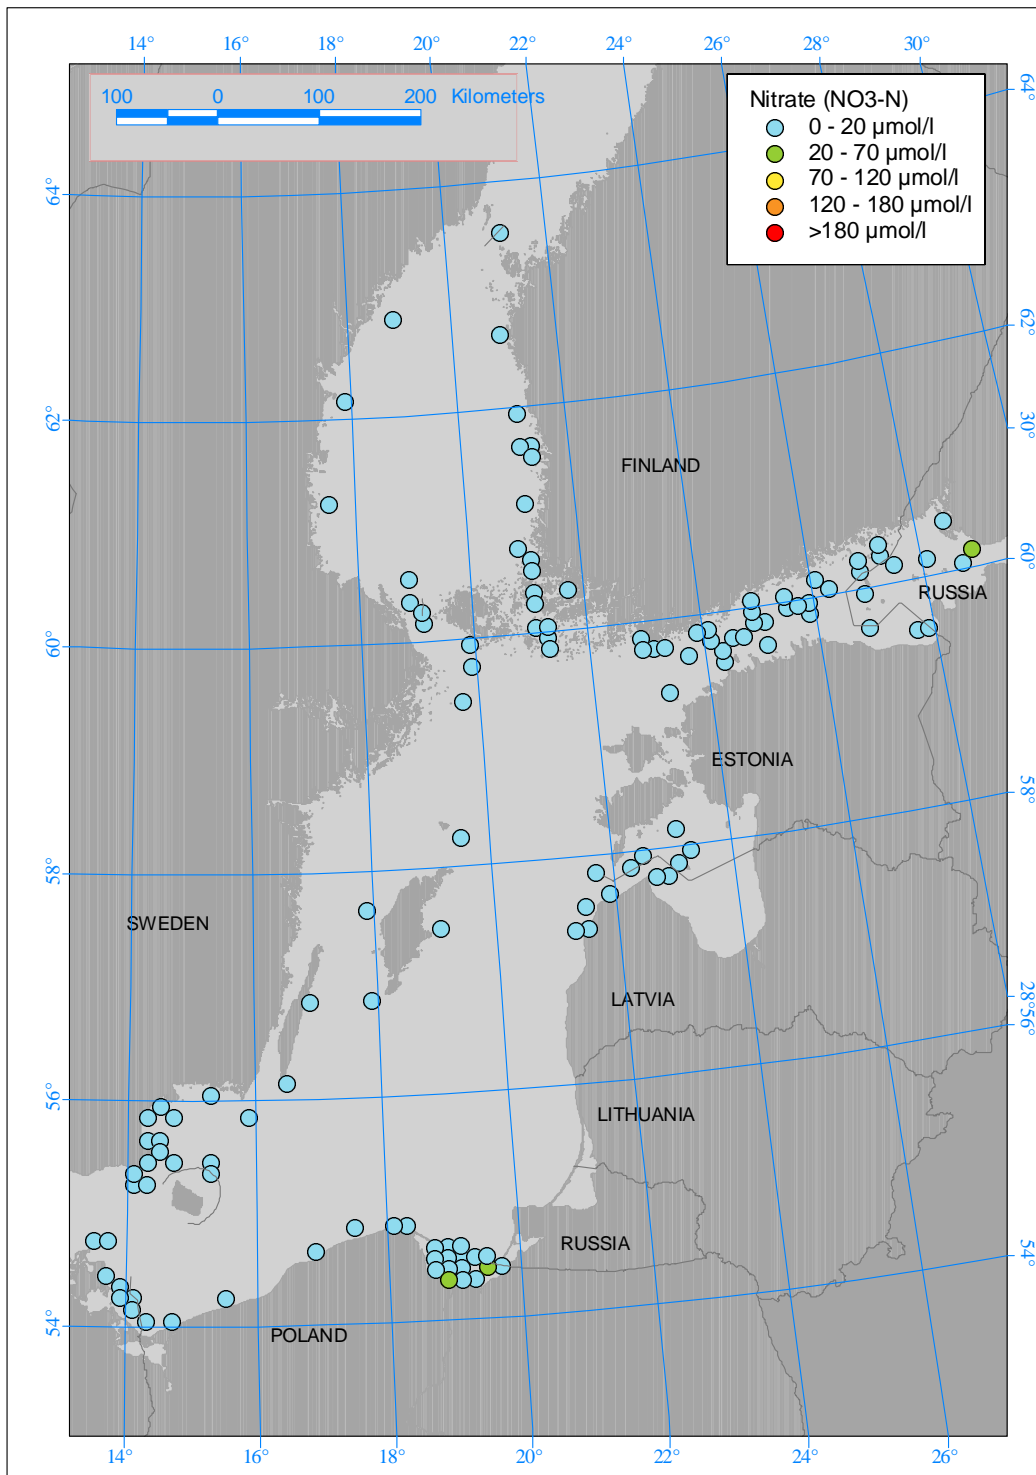 14° 16° 18° 20° 22° 24° 26° 28° 30°
100 0 100 200 Kilometers
Nitrate (NO3-N)
0 - 20 µmol/l
20 - 70 µmol/l
70 - 120 µmol/l
120 - 180 µmol/l
>180 µmol/l
64° 64°
62° 62°
30°
FINLAND
60° 60°
RUSSIA
ESTONIA
58° 58°
SWEDEN
LATVIA
28°
56° 56°
LITHUANIA
RUSSIA
54° 54°
POLAND
14° 16° 18° 20° 22° 24° 26°